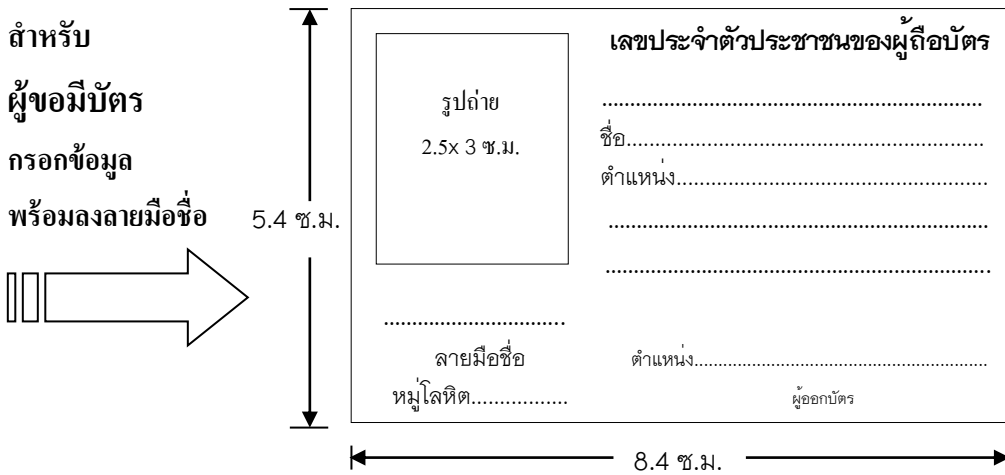 สำหรับ
ผู้ขอมีบัตร
กรอกข้อมูล
พร้อมลงลายมือชื่อ
5.4 ซ.ม.
รูปถ่าย
2.5x 3 ซ.ม.
เลขประจำตัวประชาชนของผู้ถือบัตร
..................................................................
ชื่อ..............................................................
ตำแหน่ง......................................................
..................................................................
...................................................................
...............................
ลายมือชื่อ
หมู่โลหิต.................
ตำแหน่ง..........................................................
ผู้ออกบัตร
8.4 ซ.ม.